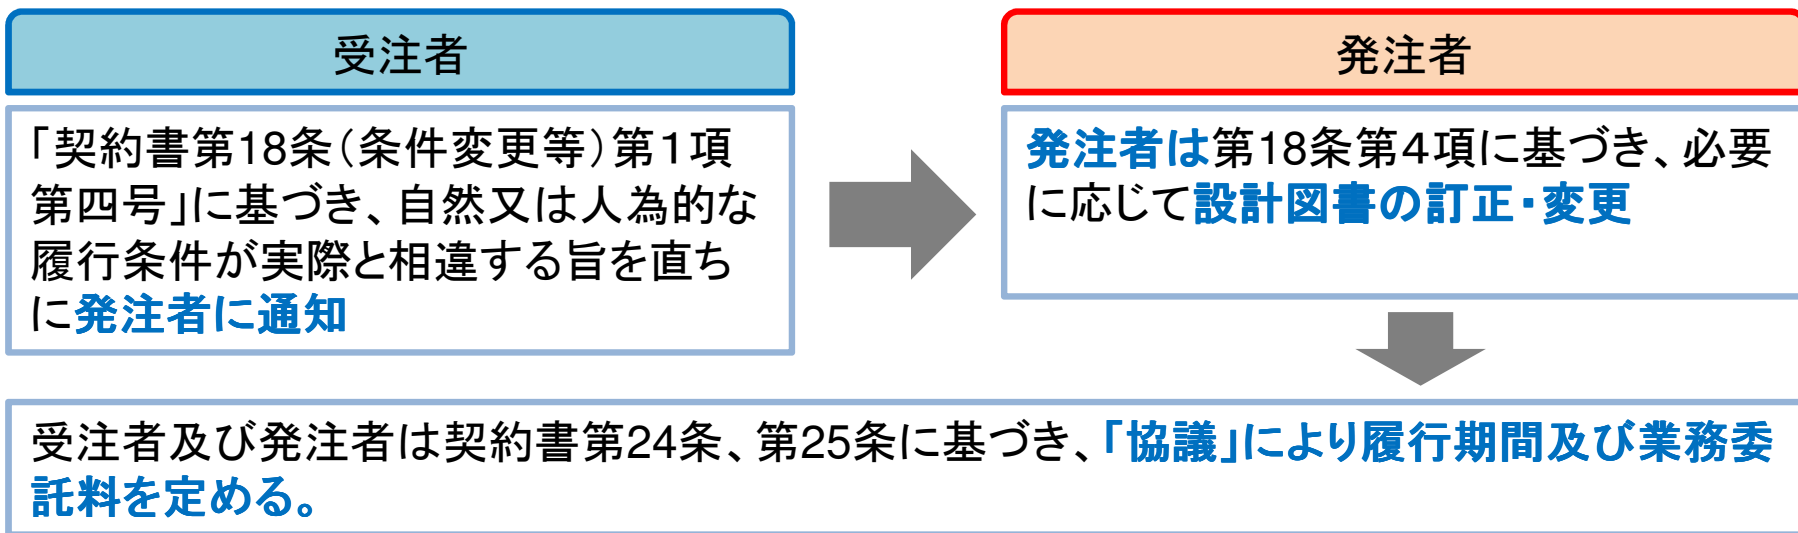 受注者
「契約書第18条（条件変更等）第１項
第四号」に基づき、自然又は人為的な
履行条件が実際と相違する旨を直ち
に発注者に通知
発注者
発注者は第18条第４項に基づき、必要
に応じて設計図書の訂正・変更
受注者及び発注者は契約書第24条、第25条に基づき、「協議」により履行期間及び業務委
託料を定める。